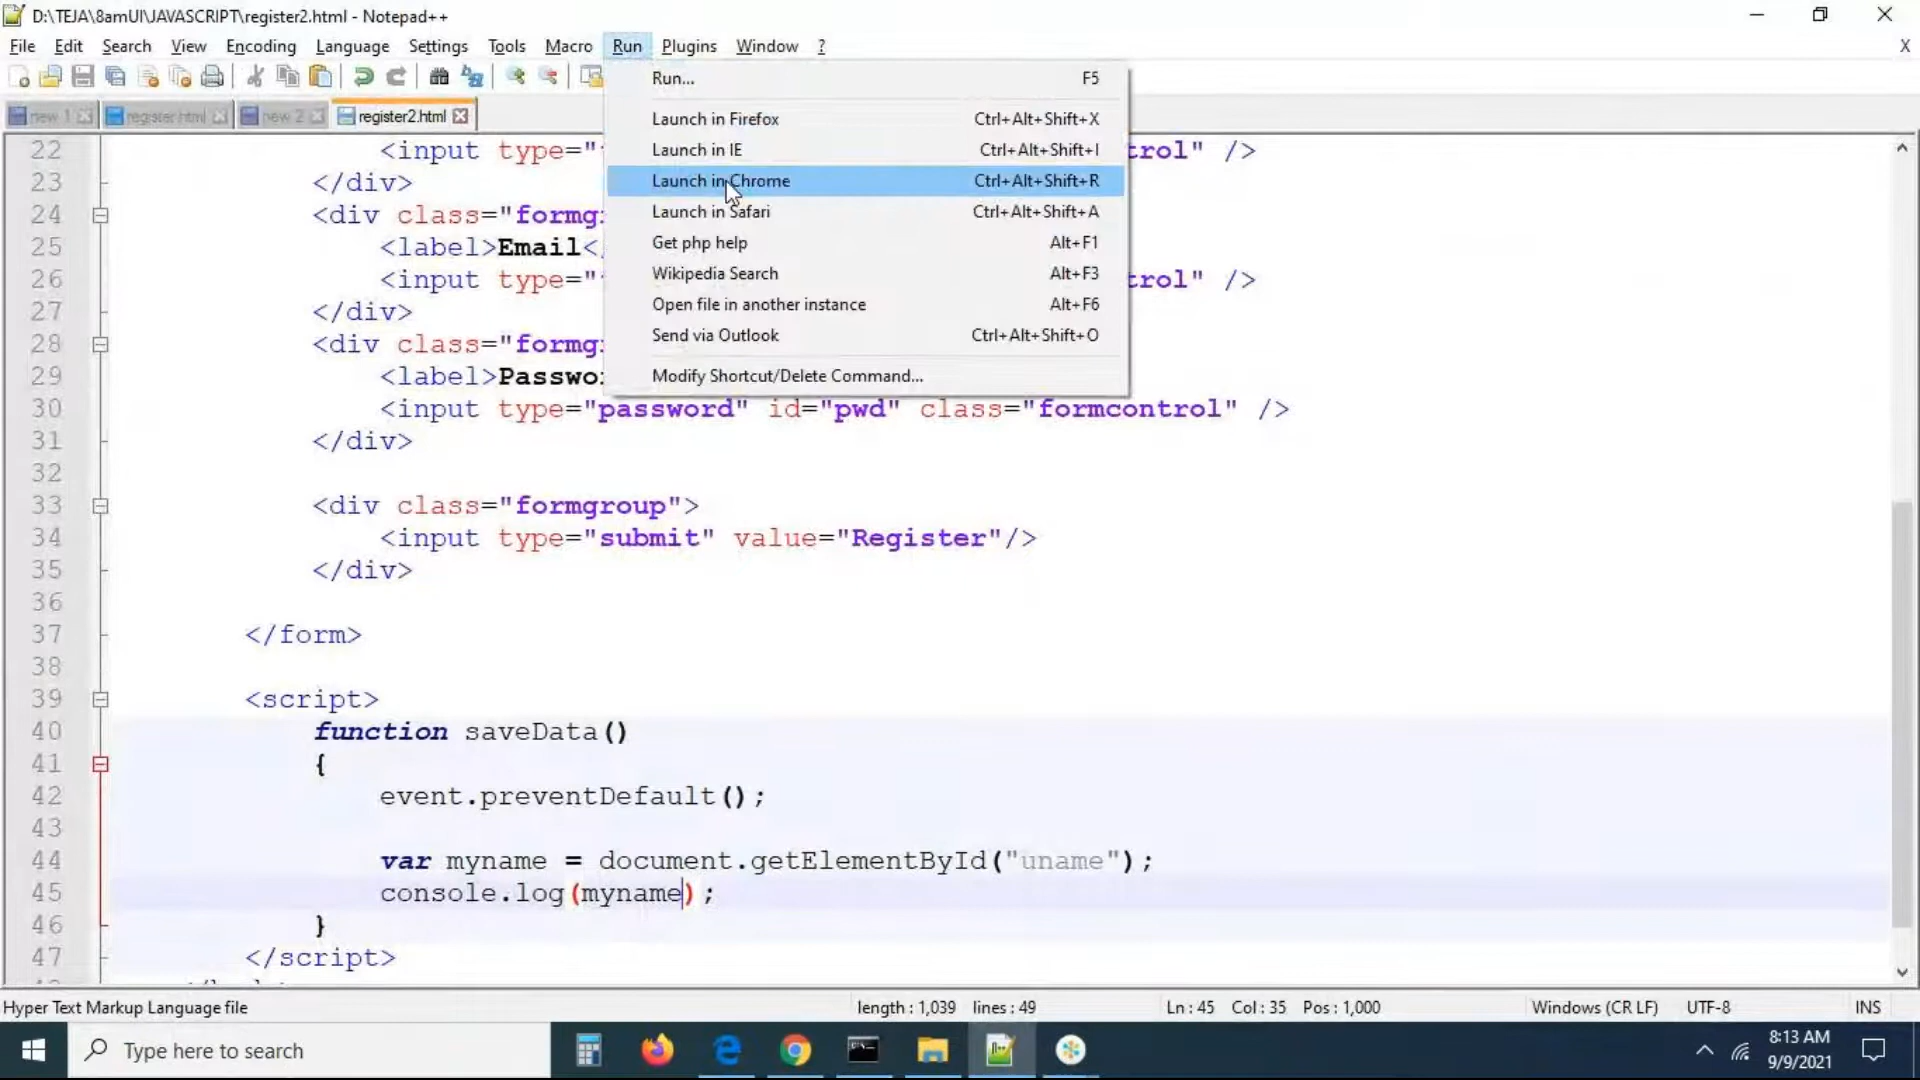 D:\TEJA\8amUI\JAVASCRIPT\register2.html - Notepad++
File Edit Search View Encoding Language Settings Tools Macro Run Plugins Window ? X
new 1 register.html new 2 register2.html
Run... F5
Launch in Firefox Ctrl+Alt+Shift+X
Launch in IE Ctrl+Alt+Shift+I
Launch in Chrome Ctrl+Alt+Shift+R
Launch in Safari Ctrl+Alt+Shift+A
Get php help Alt+F1
Wikipedia Search Alt+F3
Open file in another instance Alt+F6
Send via Outlook Ctrl+Alt+Shift+O
Modify Shortcut/Delete Command...
22 <input type=" trol" />
23 </div>
24 <div class="formg
25 <label>Email<
26 <input type=" trol" />
27 </div>
28 <div class="formg
29 <label>Passwo
30 <input type="password" id="pwd" class="formcontrol" />
31 </div>
32
33 <div class="formgroup">
34 <input type="submit" value="Register"/>
35 </div>
36
37 </form>
38
39 <script>
40 function saveData()
41 {
42 event.preventDefault();
43
44 var myname = document.getElementById("uname");
45 console.log(myname);
46 }
47 </script>
Hyper Text Markup Language file length : 1,039 lines : 49 Ln : 45 Col : 35 Pos : 1,000 Windows (CR LF) UTF-8 INS
Type here to search
8:13 AM
9/9/2021